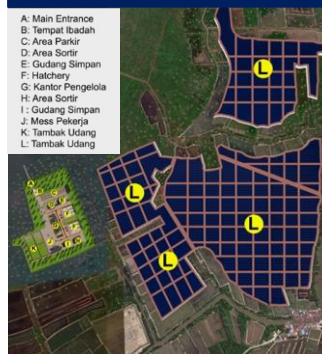 A: Main Entrance
B: Tempat Ibadah
C: Area Parkir
D: Area Sortir
E: Gudang Simpan
F: Hatchery
G: Kantor Pengelola
H: Area Sortir
I : Gudang Simpan
J: Mess Pekerja
K: Tambak Udang
L: Tambak Udang
L
L
L
L
A
K